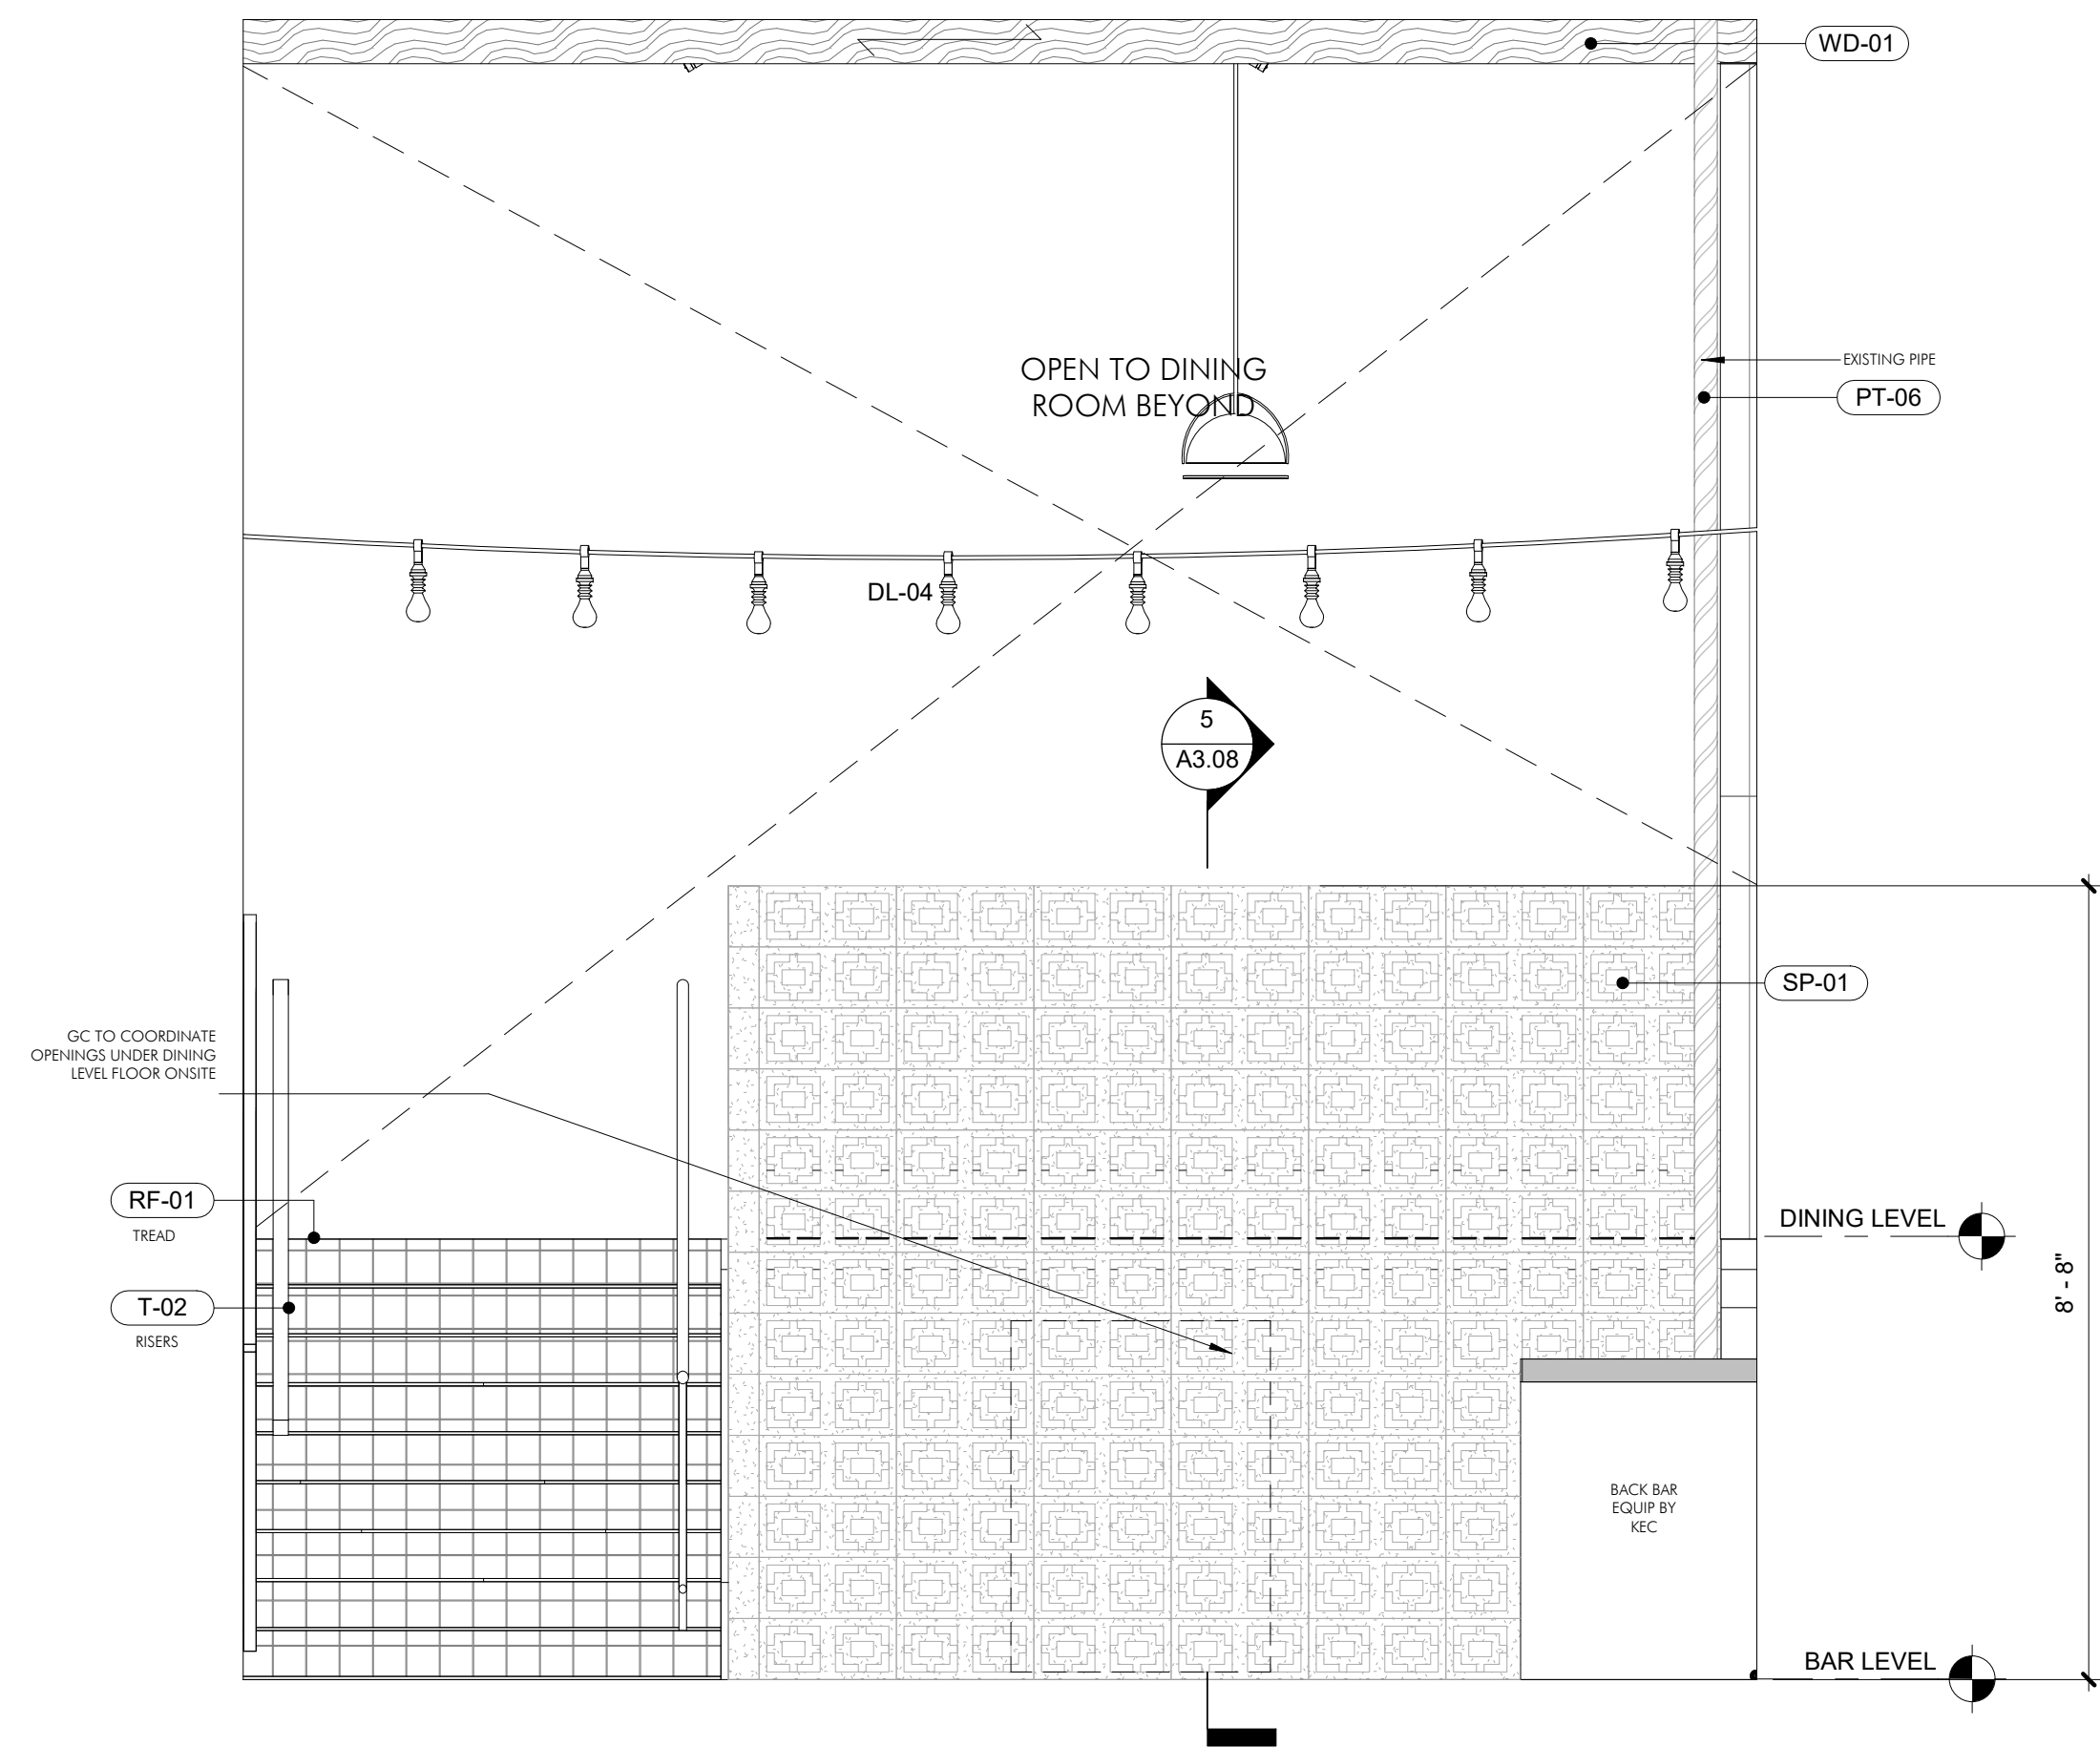 WD-01
OPEN TO DINING
ROOM BEYOND
EXISTING PIPE
PT-06
DL-04
5
A3.08
SP-01
GC TO COORDINATE
OPENINGS UNDER DINING
LEVEL FLOOR ONSITE
RF-01
TREAD
DINING LEVEL
8' - 8"
T-02
RISERS
BACK BAR
EQUIP BY
KEC
BAR LEVEL